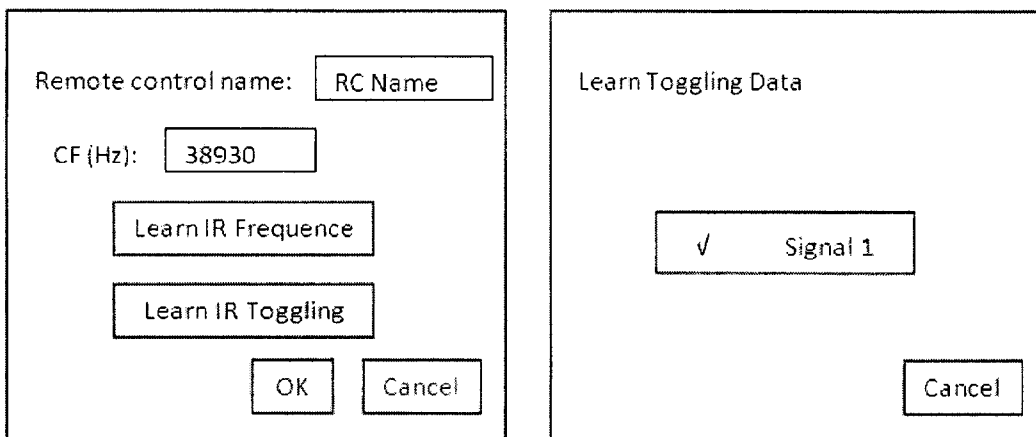 Remote control name: RC Name
CF (Hz): 38930
Learn IR Frequence
Learn IR Toggling
OK Cancel
Learn Toggling Data
√ Signal 1
Cancel